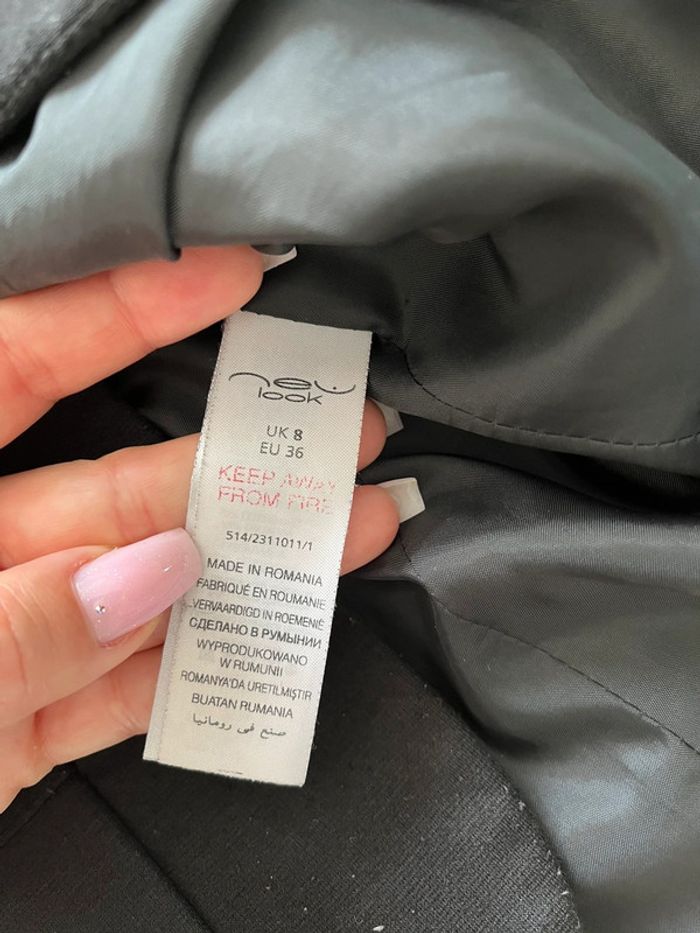 new
look
UK 8
EU 36
KEEP AWAY
FROM FIRE
514/2311011/1
MADE IN ROMANIA
FABRIQUÉ EN ROUMANIE
VERVAARDIGD IN ROEMENIË
СДЕЛАНО В РУМЫНИИ
WYPRODUKOWANO
W RUMUNII
ROMANYA'DA URETILMIŞTIR
BUATAN RUMANIA
صنع في رومانيا